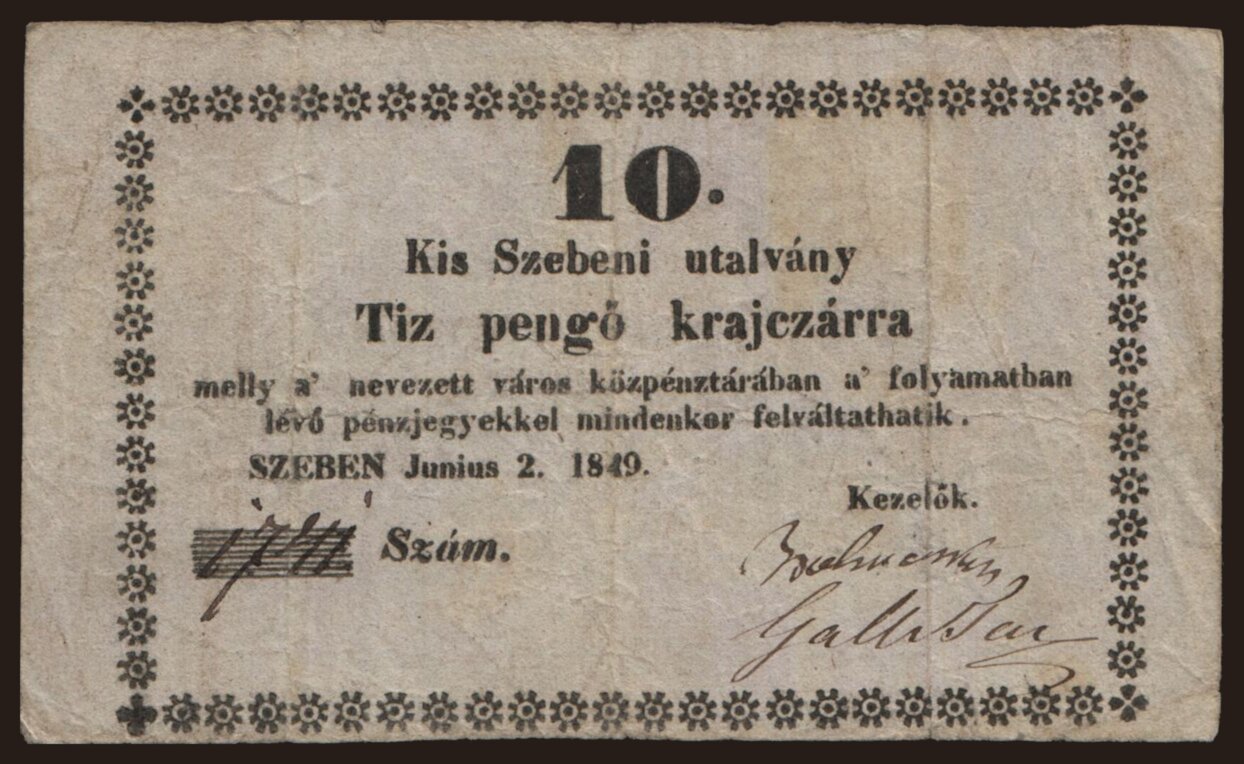 10.
Kis Szebeni utalvány
Tiz pengő krajczárra
melly a' nevezett város közpénztárában a' folyamatban
lévő pénzjegyekkel mindenkor felváltathatik.
SZEBEN Junius 2. 1849.
Kezelők.
Szám.